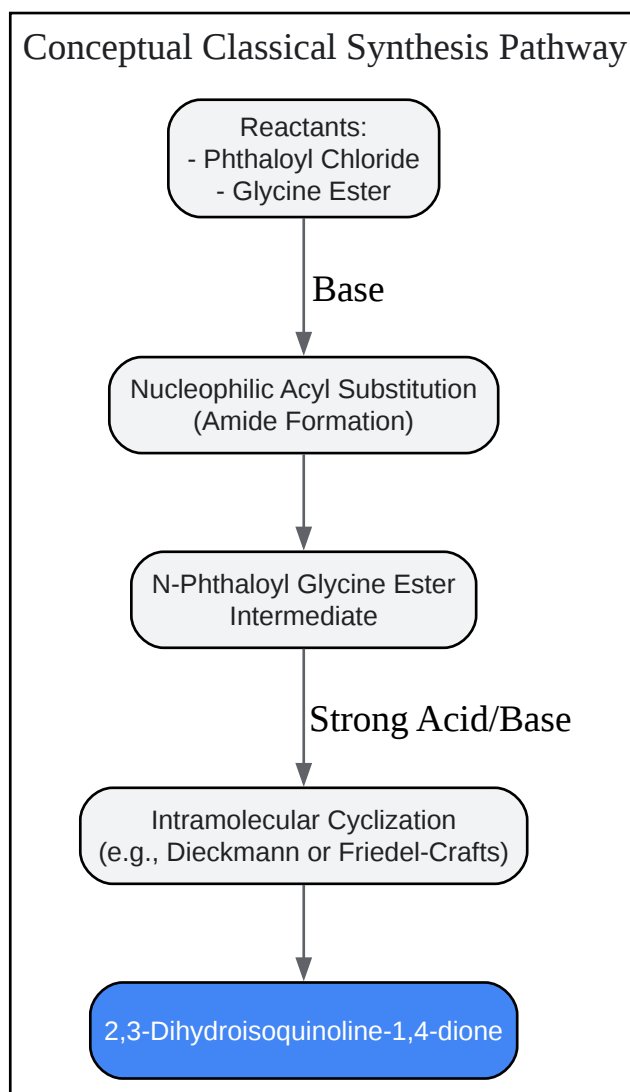 Conceptual Classical Synthesis Pathway
Reactants:
- Phthaloyl Chloride
- Glycine Ester
Base
Nucleophilic Acyl Substitution
(Amide Formation)
N-Phthaloyl Glycine Ester
Intermediate
Strong Acid/Base
Intramolecular Cyclization
(e.g., Dieckmann or Friedel-Crafts)
2,3-Dihydroisoquinoline-1,4-dione